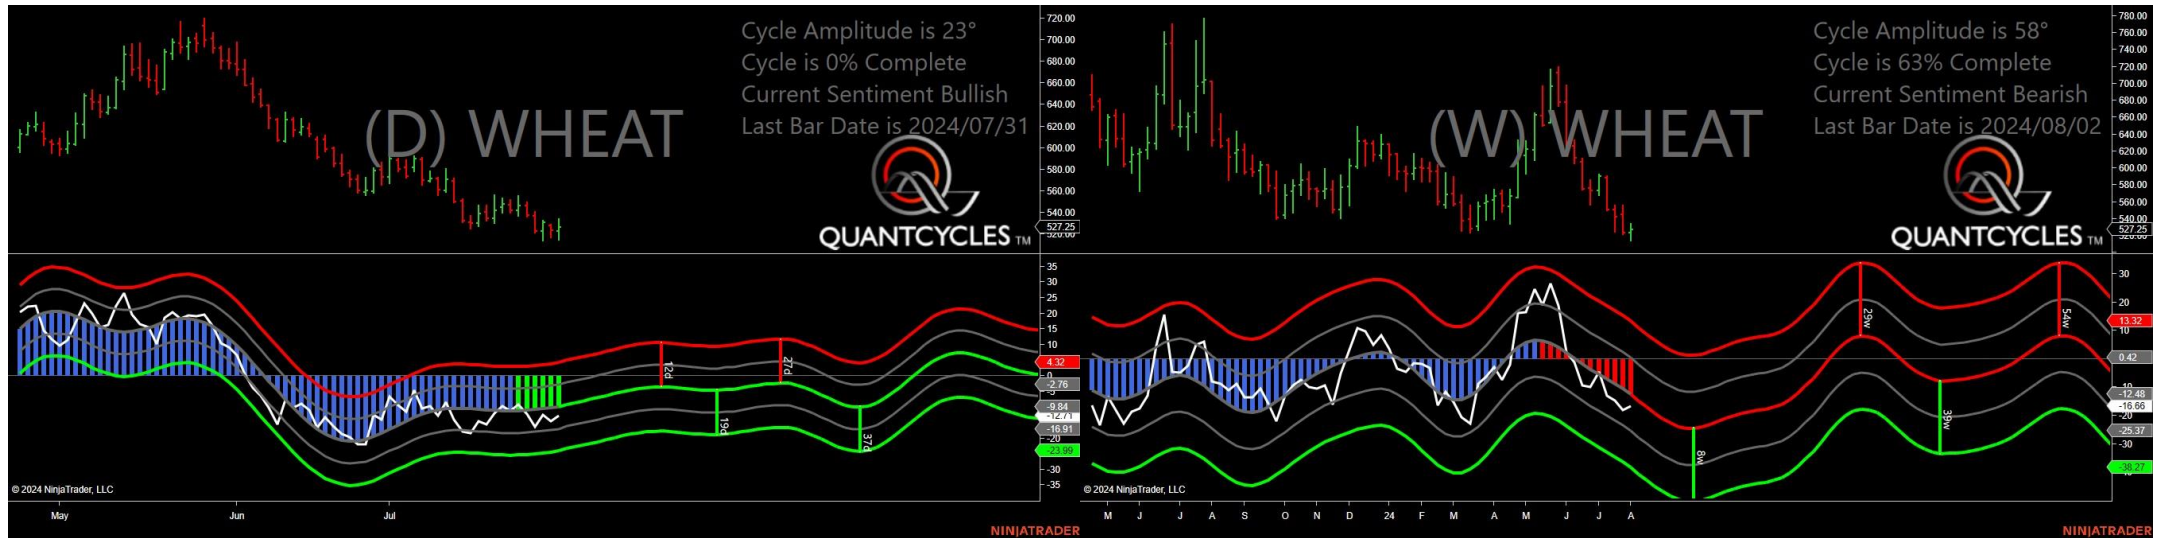 Cycle Amplitude is 23°
Cycle is 0% Complete
Current Sentiment Bullish
Last Bar Date is 2024/07/31
(D) WHEAT
QUANTCYCLES TM
720.00
700.00
680.00
660.00
640.00
620.00
600.00
580.00
560.00
540.00
527.25
35
30
25
20
15
10
4.32
0
-2.76
-5
-9.84
-12.71
-16.91
-20
-23.99
-30
-35
12d
19d
27d
37d
© 2024 NinjaTrader, LLC
May Jun Jul
NINJATRADER
Cycle Amplitude is 58°
Cycle is 63% Complete
Current Sentiment Bearish
Last Bar Date is 2024/08/02
(W) WHEAT
QUANTCYCLES TM
780.00
760.00
740.00
720.00
700.00
680.00
660.00
640.00
620.00
600.00
580.00
560.00
540.00
527.25
30
20
13.32
10
0.42
-10
-12.48
-16.66
-20
-25.37
-30
-38.27
8w
29w
39w
54w
© 2024 NinjaTrader, LLC
M J J A S O N D 24 F M A M J J A
NINJATRADER